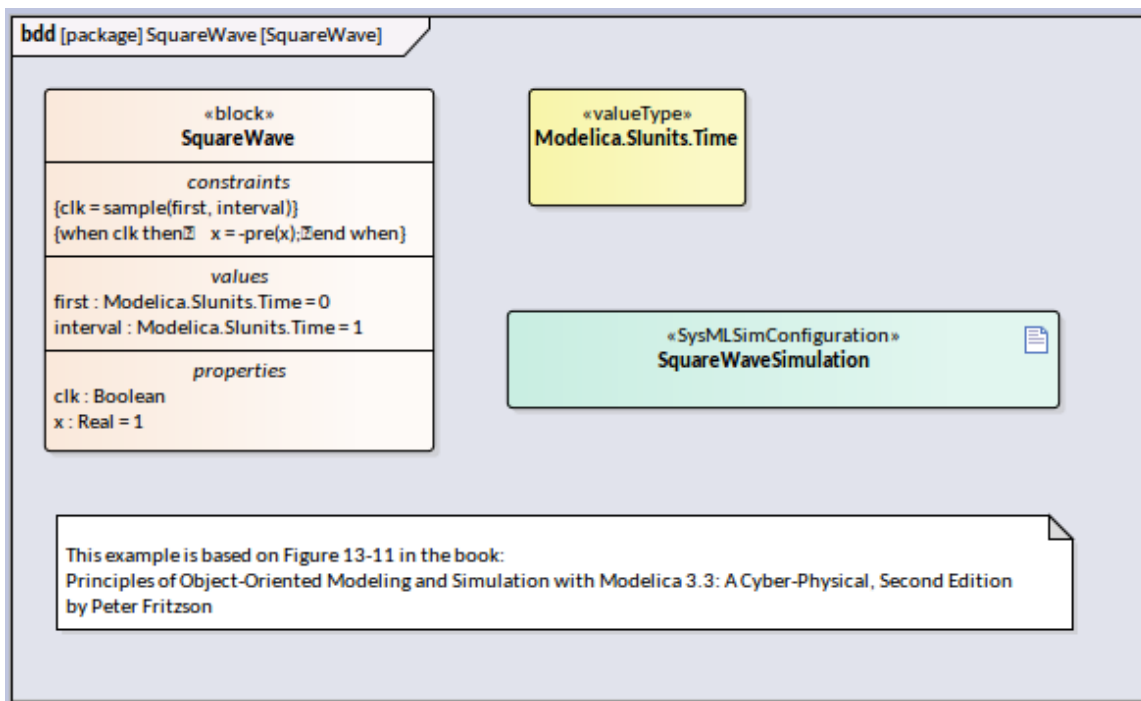 bdd [package] SquareWave [SquareWave]
«block»
SquareWave
constraints
{clk = sample(first, interval)}
{when clk then⍰ x = -pre(x);⍰end when}
values
first : Modelica.SIunits.Time = 0
interval : Modelica.SIunits.Time = 1
properties
clk : Boolean
x : Real = 1
«valueType»
Modelica.SIunits.Time
«SysMLSimConfiguration»
SquareWaveSimulation
This example is based on Figure 13-11 in the book:
Principles of Object-Oriented Modeling and Simulation with Modelica 3.3: A Cyber-Physical, Second Edition
by Peter Fritzson